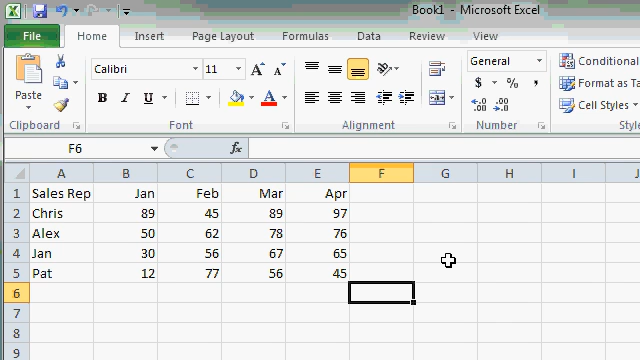 Book1 - Microsoft Excel
File Home Insert Page Layout Formulas Data Review View
Paste
Calibri 11
General
Conditional
Format as Ta
Cell Styles
B I U
$ % ,
Clipboard Font Alignment Number Style
F6 fx
A B C D E F G H I J
1 Sales Rep Jan Feb Mar Apr
2 Chris 89 45 89 97
3 Alex 50 62 78 76
4 Jan 30 56 67 65
5 Pat 12 77 56 45
6
7
8
9